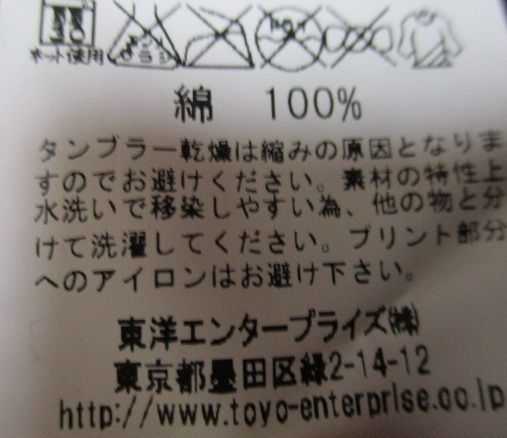 ネット使用
綿 100%
タンブラー乾燥は縮みの原因となりま
すのでお避けください。素材の特性上
水洗いで移染しやすい為、他の物と分
けて洗濯してください。プリント部分
へのアイロンはお避け下さい。
東洋エンタープライズ㈱
東京都墨田区緑2-14-12
http://www.toyo-enterprise.co.jp